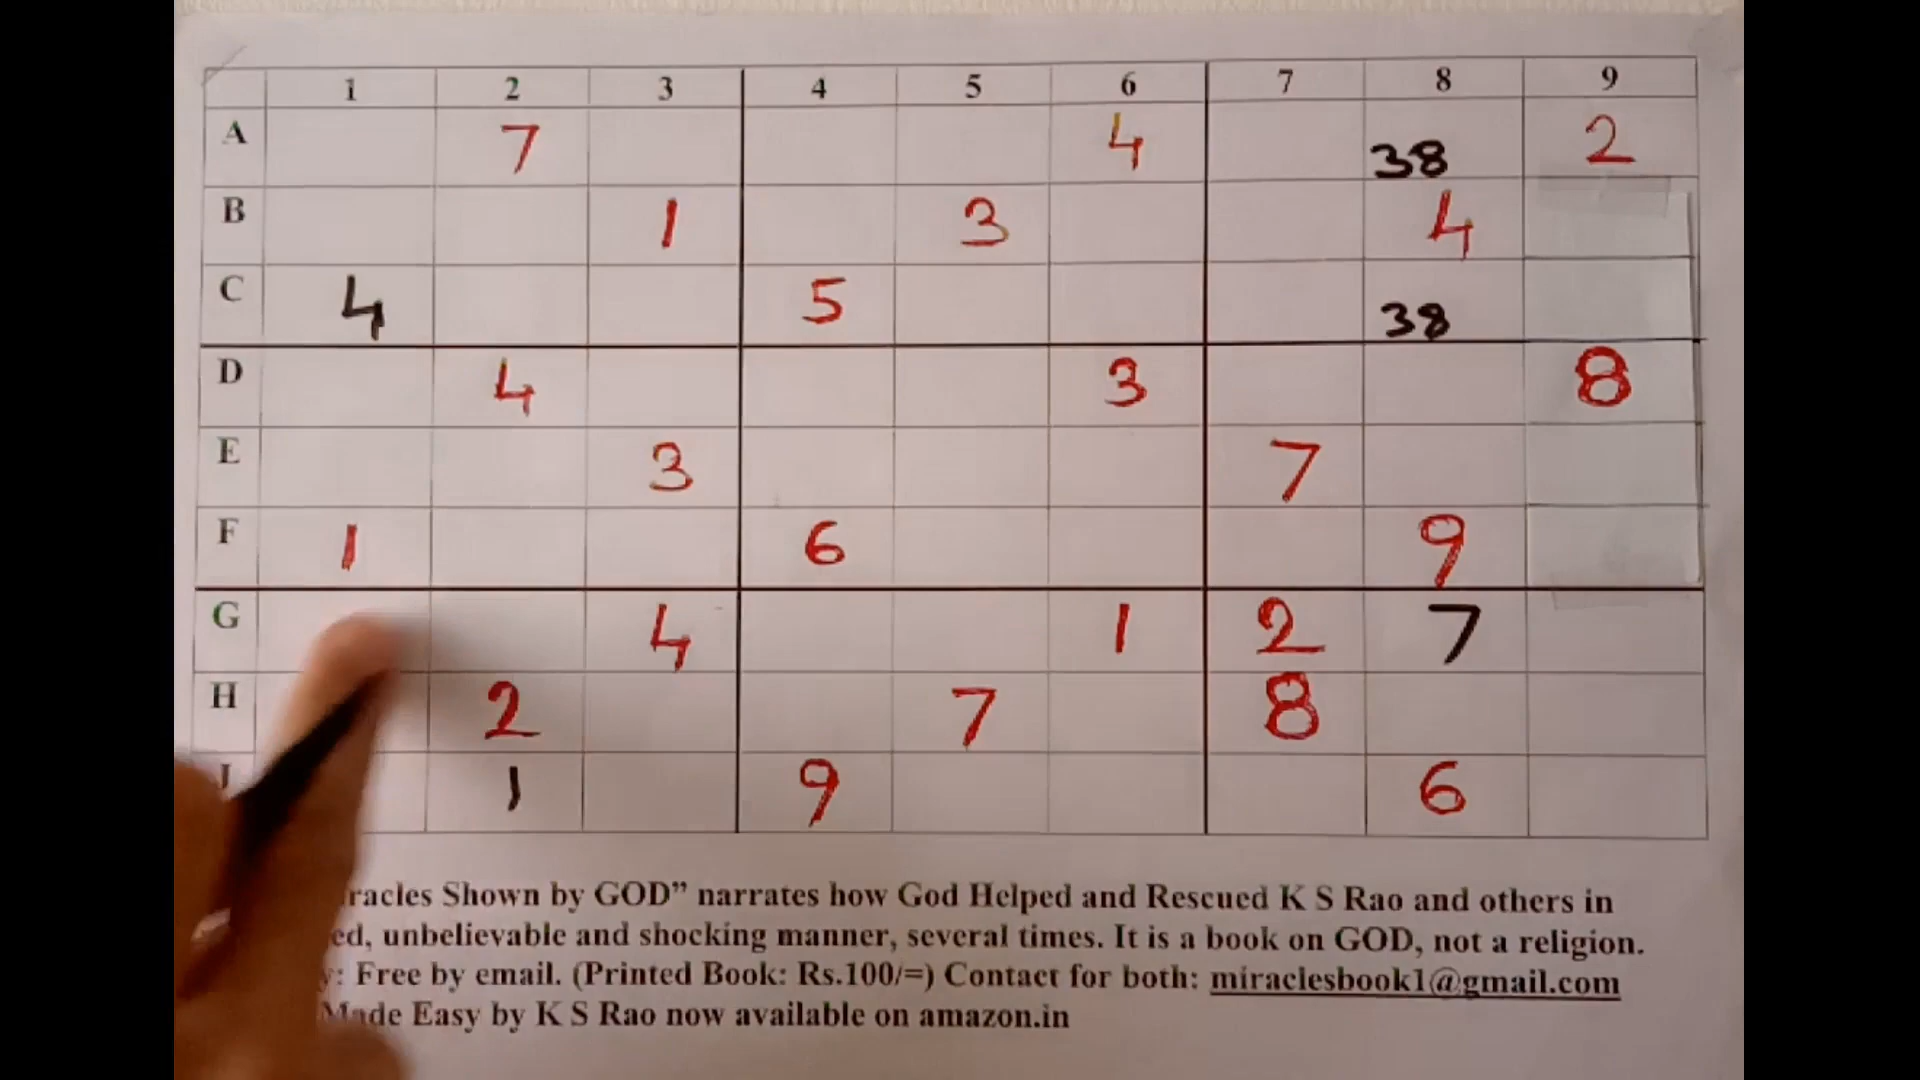 1 2 3 4 5 6 7 8 9
A 7 4 38 2
B 1 3 4
C 4 5 38
D 4 3 8
E 3 7
F 1 6 9
G 4 1 2 7
H 2 7 8
J 1 9 6
Shown by GOD” narrates how God Helped and Rescued K S Rao and others in
unbelievable and shocking manner, several times. It is a book on GOD, not a religion.
Free by email. (Printed Book: Rs.100/=) Contact for both: miraclesbook1@gmail.com
Made Easy by K S Rao now available on amazon.in